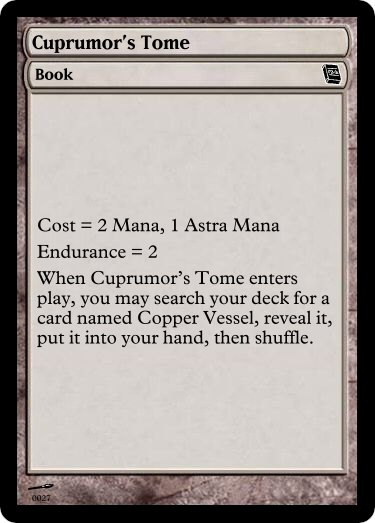 Cuprumor's Tome
Book
Cost = 2 Mana, 1 Astra Mana
Endurance = 2
When Cuprumor's Tome enters
play, you may search your deck for a
card named Copper Vessel, reveal it,
put it into your hand, then shuffle.
0027